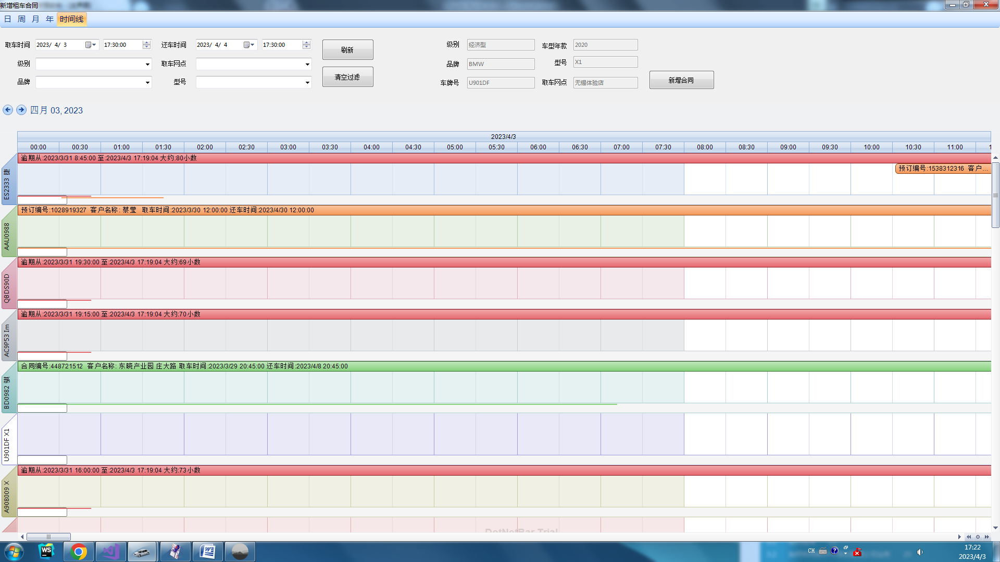 新增租车合同
日 周 月 年 时间线
取车时间 2023/ 4/ 3 17:30:00 还车时间 2023/ 4/ 4 17:30:00 刷新 级别 经济型 车型年款 2020
级别 取车网点 品牌 BMW 型号 X1
品牌 型号 清空过滤 车牌号 U901DF 取车网点 无锡体验店 新增合同
四月 03, 2023
2023/4/3
00:00 00:30 01:00 01:30 02:00 02:30 03:00 03:30 04:00 04:30 05:00 05:30 06:00 06:30 07:00 07:30 08:00 08:30 09:00 09:30 10:00 10:30 11:00 1
逾期从:2023/3/31 8:45:00 至:2023/4/3 17:19:04 大约:80小数
预订编号:1538312316 客户...
ES2333 捷
预订编号:1028919327 客户名称: 蔡莹 取车时间:2023/3/30 12:00:00 还车时间:2023/4/30 12:00:00
AAU0988
逾期从:2023/3/31 19:30:00 至:2023/4/3 17:19:04 大约:69小数
QBDS90D
逾期从:2023/3/31 19:15:00 至:2023/4/3 17:19:04 大约:70小数
AC9P53 Im
合同编号:448721512 客户名称: 东晓产业园 庄大路 取车时间:2023/3/29 20:45:00 还车时间:2023/4/8 20:45:00
BD0982 骐
U901DF X1
逾期从:2023/3/31 16:00:00 至:2023/4/3 17:19:04 大约:73小数
A908009 X
DotNetBar Trial
WS
CH
17:22
2023/4/3